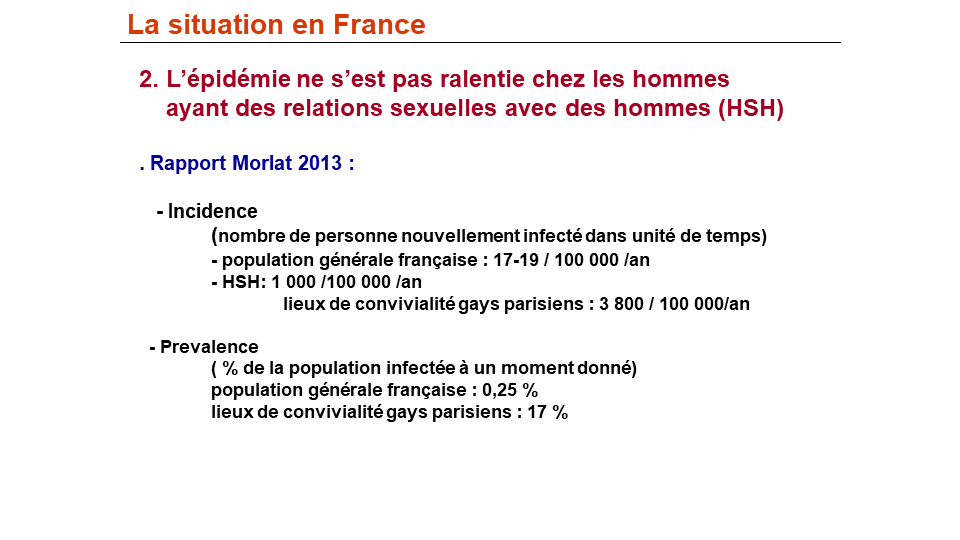 La situation en France
2. L’épidémie ne s’est pas ralentie chez les hommes
ayant des relations sexuelles avec des hommes (HSH)
. Rapport Morlat 2013 :
- Incidence
(nombre de personne nouvellement infecté dans unité de temps)
- population générale française : 17-19 / 100 000 /an
- HSH: 1 000 /100 000 /an
lieux de convivialité gays parisiens : 3 800 / 100 000/an
- Prevalence
( % de la population infectée à un moment donné)
population générale française : 0,25 %
lieux de convivialité gays parisiens : 17 %